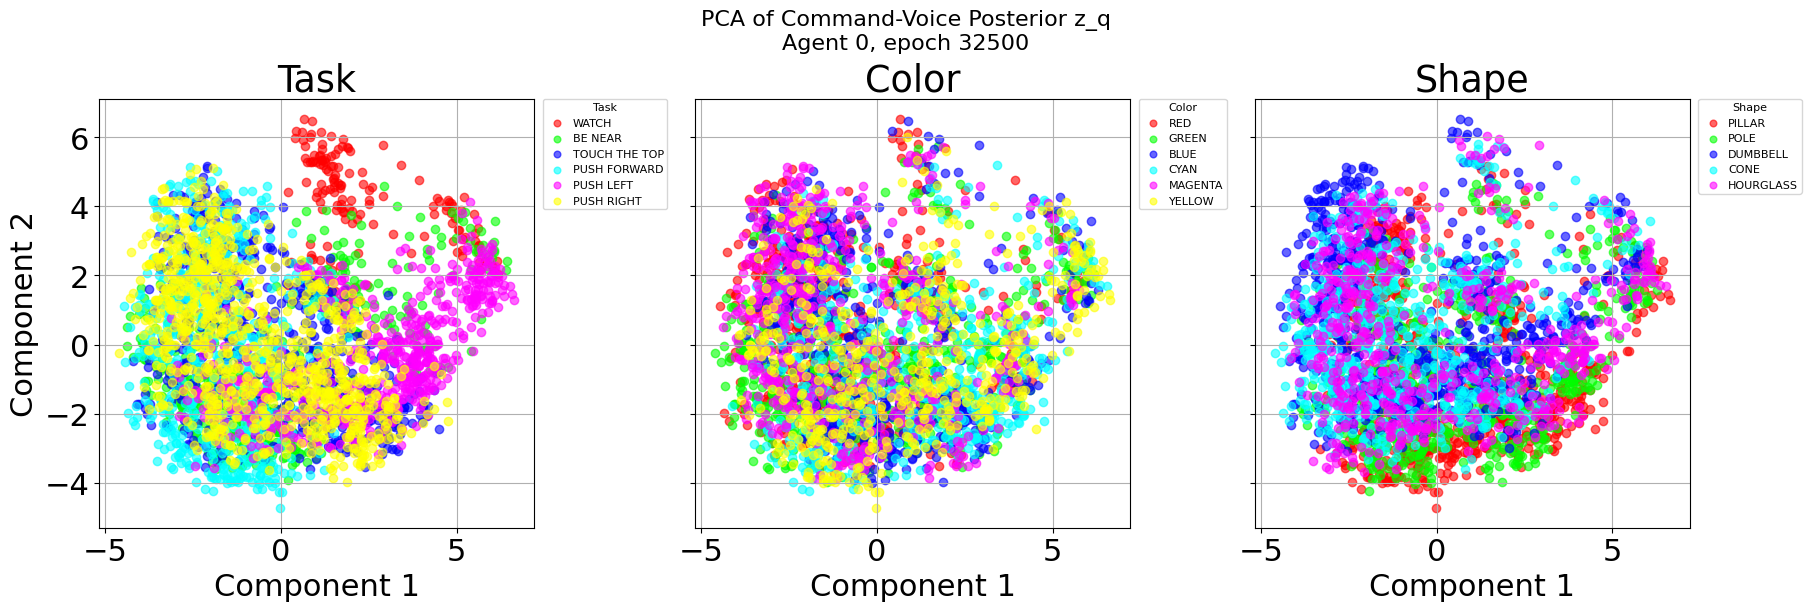 PCA of Command-Voice Posterior z_q
Agent 0, epoch 32500
Task
Color
Shape
Task
WATCH
BE NEAR
TOUCH THE TOP
PUSH FORWARD
PUSH LEFT
PUSH RIGHT
Color
RED
GREEN
BLUE
CYAN
MAGENTA
YELLOW
Shape
PILLAR
POLE
DUMBBELL
CONE
HOURGLASS
Component 2
6
4
2
0
−2
−4
−5 0 5
−5 0 5
−5 0 5
Component 1
Component 1
Component 1